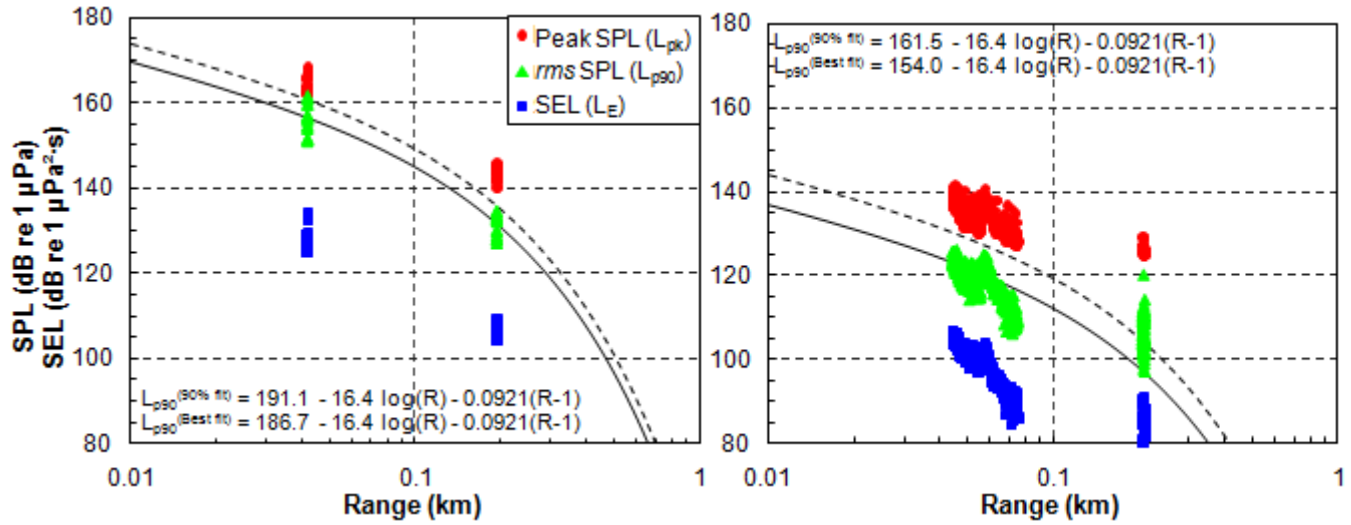 SPL (dB re 1 μPa)
SEL (dB re 1 μPa²·s)
180
160
140
120
100
80
0.01
0.1
1
Range (km)
Peak SPL (Lpk)
rms SPL (Lp90)
SEL (LE)
Lp90(90% fit) = 191.1 - 16.4 log(R) - 0.0921(R-1)
Lp90(Best fit) = 186.7 - 16.4 log(R) - 0.0921(R-1)
180
160
140
120
100
80
0.01
0.1
1
Range (km)
Lp90(90% fit) = 161.5 - 16.4 log(R) - 0.0921(R-1)
Lp90(Best fit) = 154.0 - 16.4 log(R) - 0.0921(R-1)